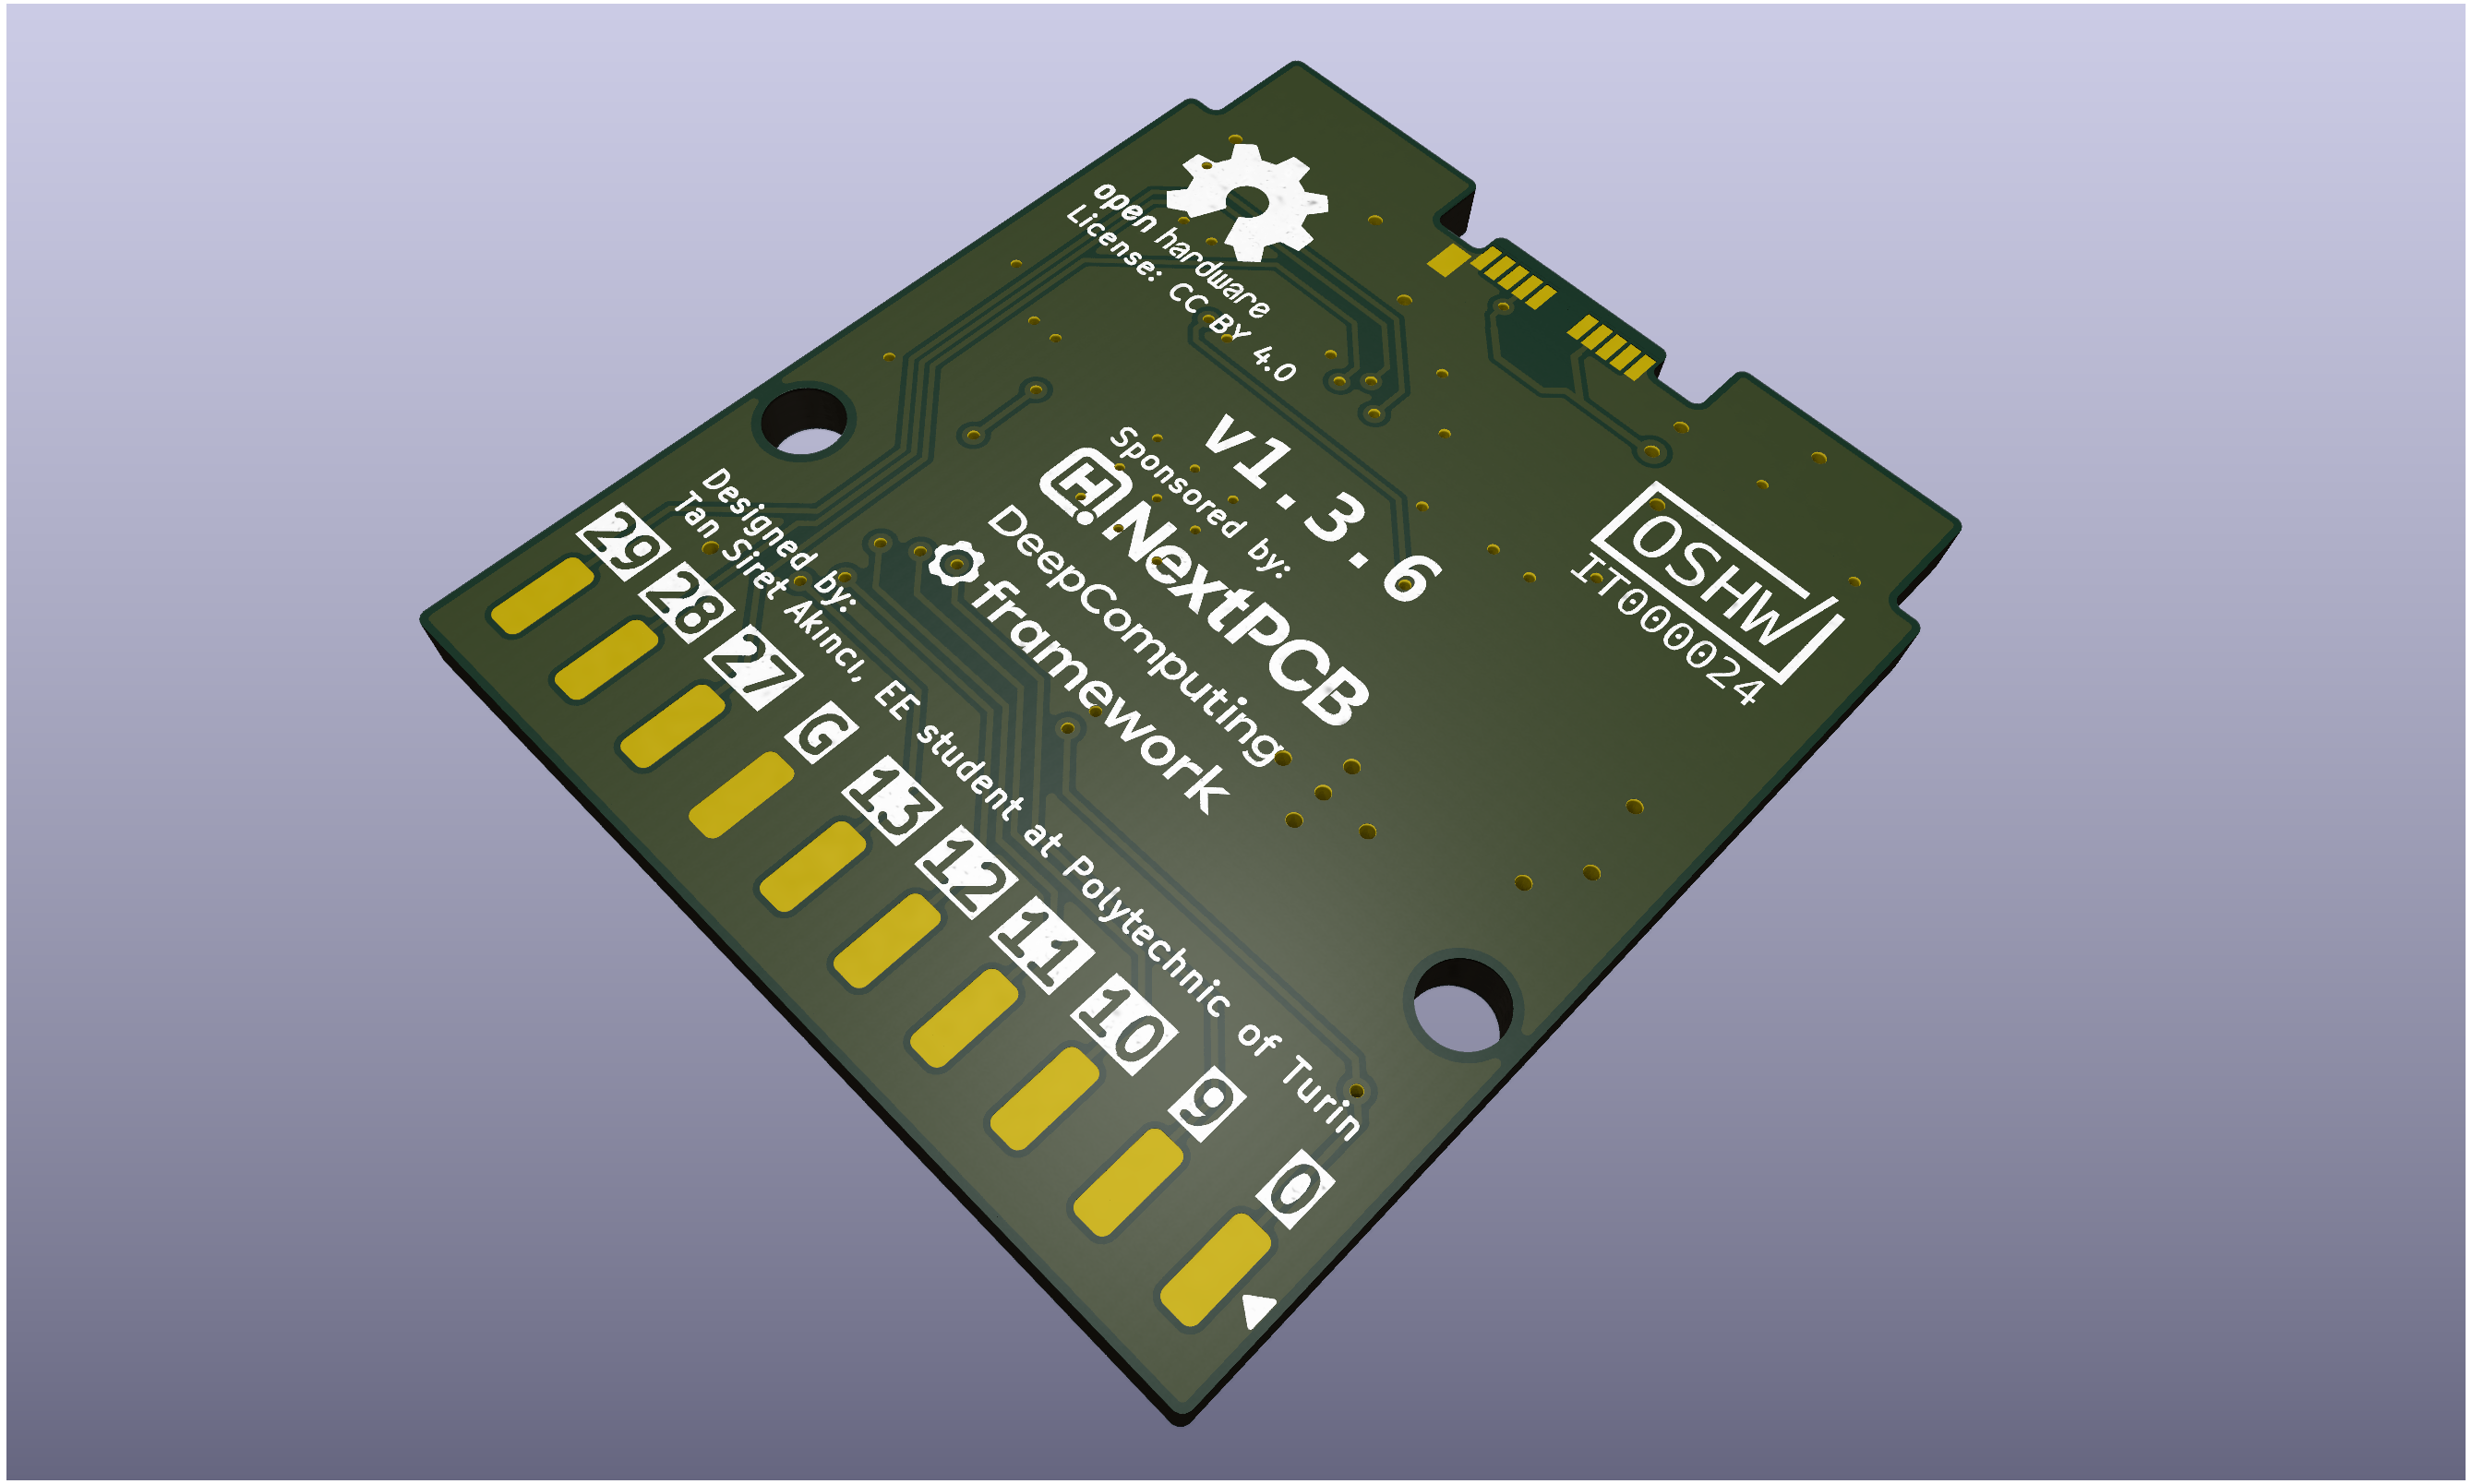 open hardware
License: CC BY 4.0
v1.3.6
Sponsored by:
H NextPCB
DeepComputing
framework
OSHW
IT000024
Designed by:
Tan Siret Akıncı, EE student at Polytechnic of Turin
29
28
27
G
13
12
11
10
9
0